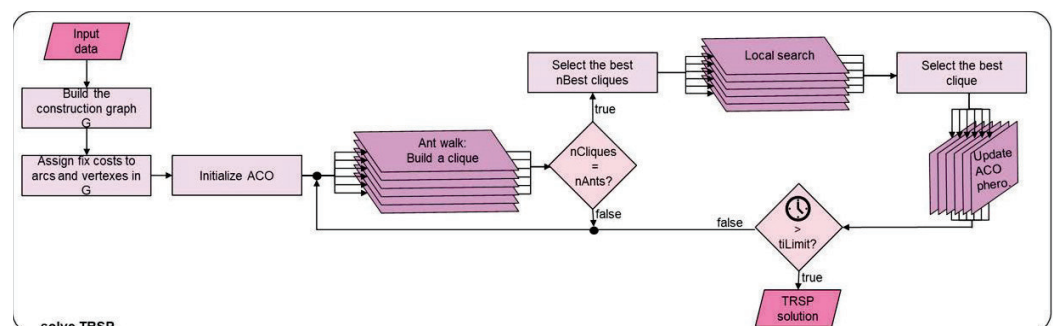 Input
data
Build the
construction graph
G
Assign fix costs to
arcs and vertexes in
G
Initialize ACO
Ant walk:
Build a clique
nCliques
=
nAnts?
true
false
Select the best
nBest cliques
Local search
Select the best
clique
Update
ACO
phero.
>
tiLimit?
false
true
TRSP
solution
solve TRSP